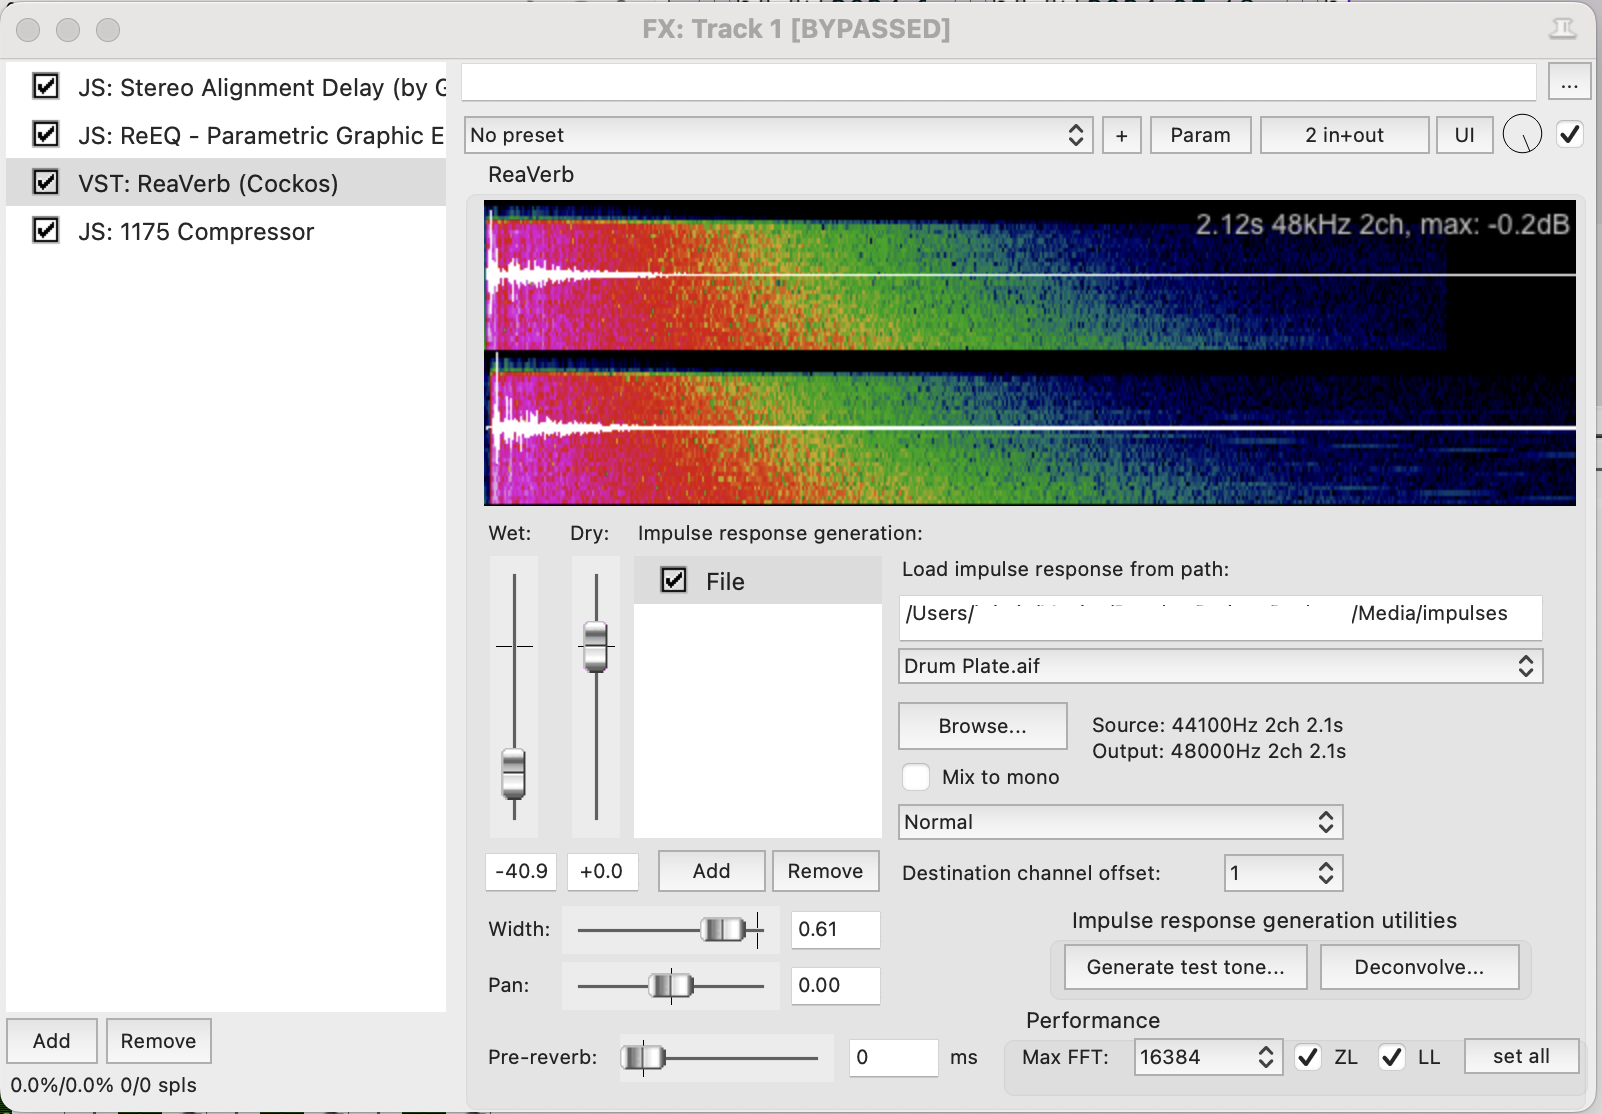 FX: Track 1 [BYPASSED]
JS: Stereo Alignment Delay (by
JS: ReEQ - Parametric Graphic E
VST: ReaVerb (Cockos)
JS: 1175 Compressor
Add
Remove
0.0%/0.0% 0/0 spls
...
No preset
+
Param
2 in+out
UI
ReaVerb
2.12s 48kHz 2ch, max: -0.2dB
Wet:
Dry:
Impulse response generation:
File
-40.9
+0.0
Add
Remove
Load impulse response from path:
/Users/ /Media/impulses
Drum Plate.aif
Browse...
Source: 44100Hz 2ch 2.1s
Output: 48000Hz 2ch 2.1s
Mix to mono
Normal
Destination channel offset:
1
Width:
0.61
Pan:
0.00
Pre-reverb:
0
ms
Impulse response generation utilities
Generate test tone...
Deconvolve...
Performance
Max FFT:
16384
ZL
LL
set all